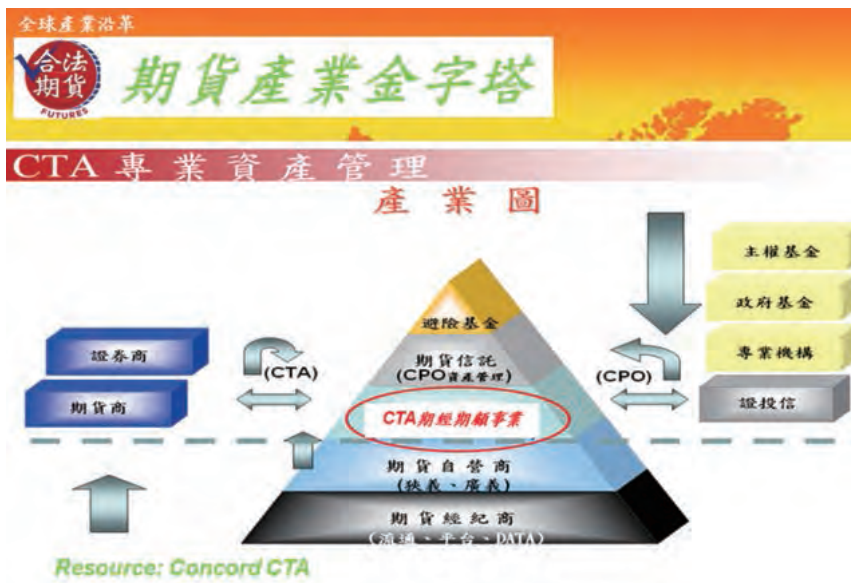 全球產業沿革
合法
期貨
FUTURES
期貨產業金字塔
CTA 專業資產管理
產業圖
主權基金
政府基金
專業機構
證投信
(CPO)
證券商
期貨商
(CTA)
避險基金
期貨信託
(CPO資產管理)
CTA期經期顧事業
期貨自營商
(狹義、廣義)
期貨經紀商
(流通、平台、DATA)
Resource: Concord CTA